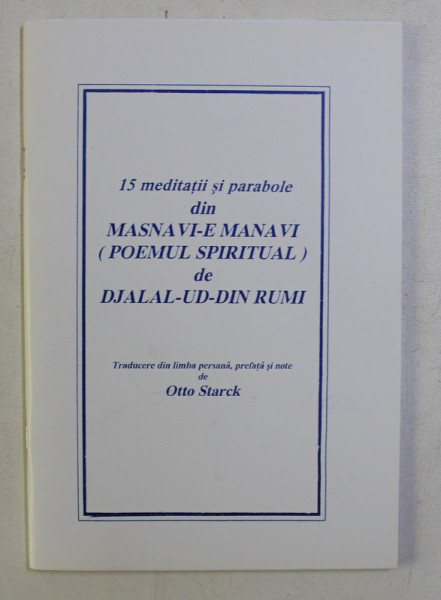 15 meditații și parabole
din
MASNAVI-E MANAVI
( POEMUL SPIRITUAL )
de
DJALAL-UD-DIN RUMI
Traducere din limba persană, prefață și note
de
Otto Starck